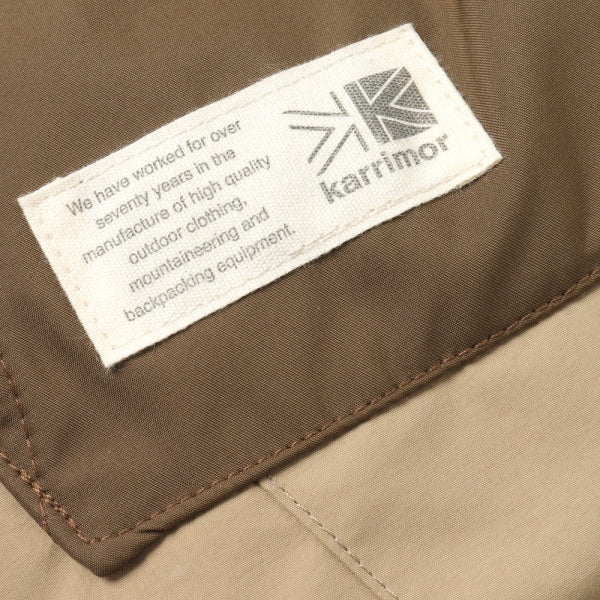 We have worked for over
seventy years in the
manufacture of high quality
outdoor clothing,
mountaineering and
backpacking equipment.
karrimor